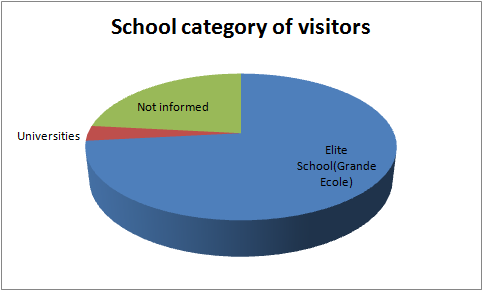 School category of visitors
Not informed
Universities
Elite
School(Grande
Ecole)